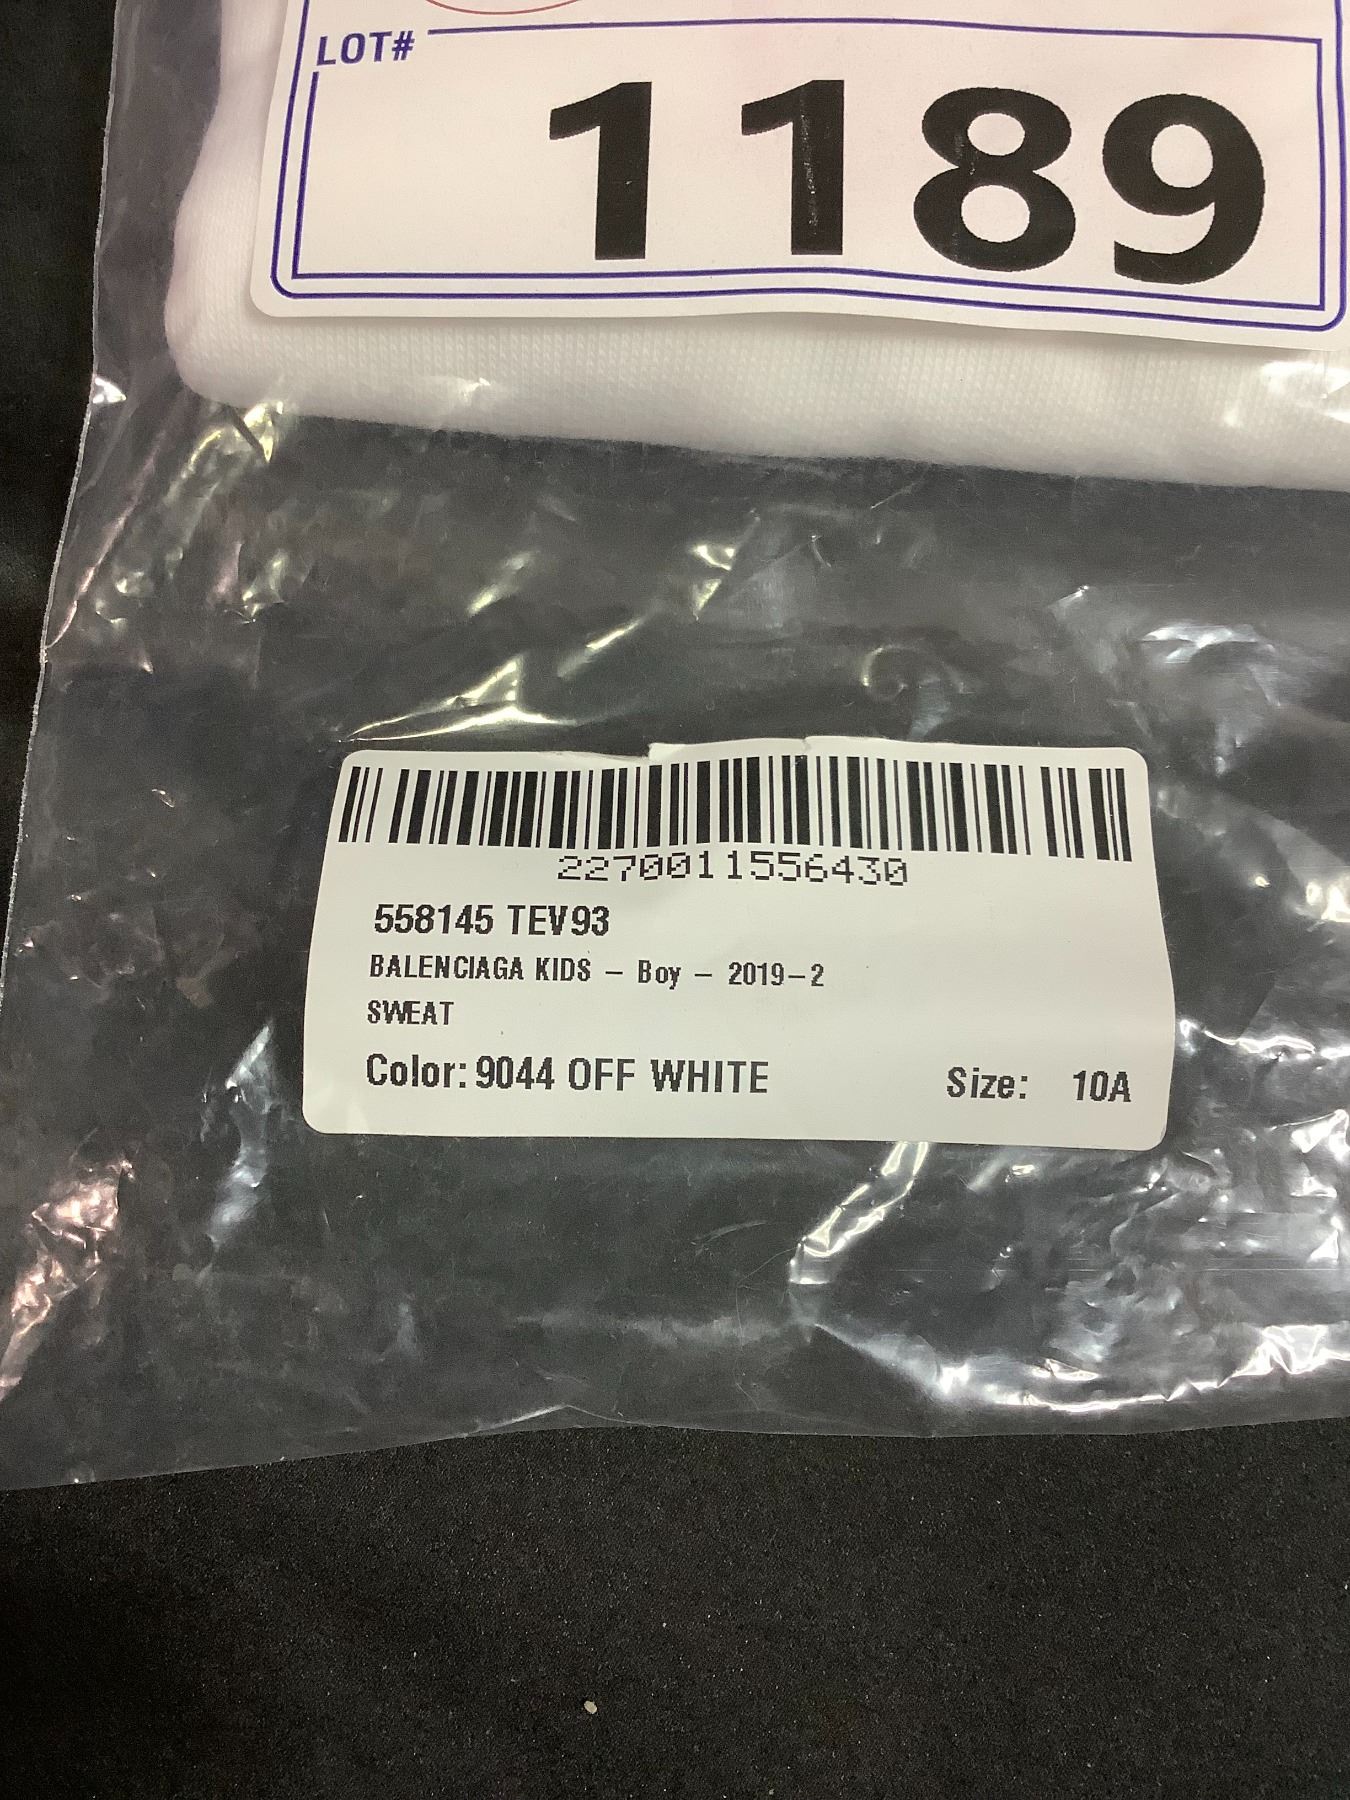 LOT#
1189
2270011556430
558145 TEV93
BALENCIAGA KIDS – Boy – 2019–2
SWEAT
Color: 9044 OFF WHITE Size: 10A